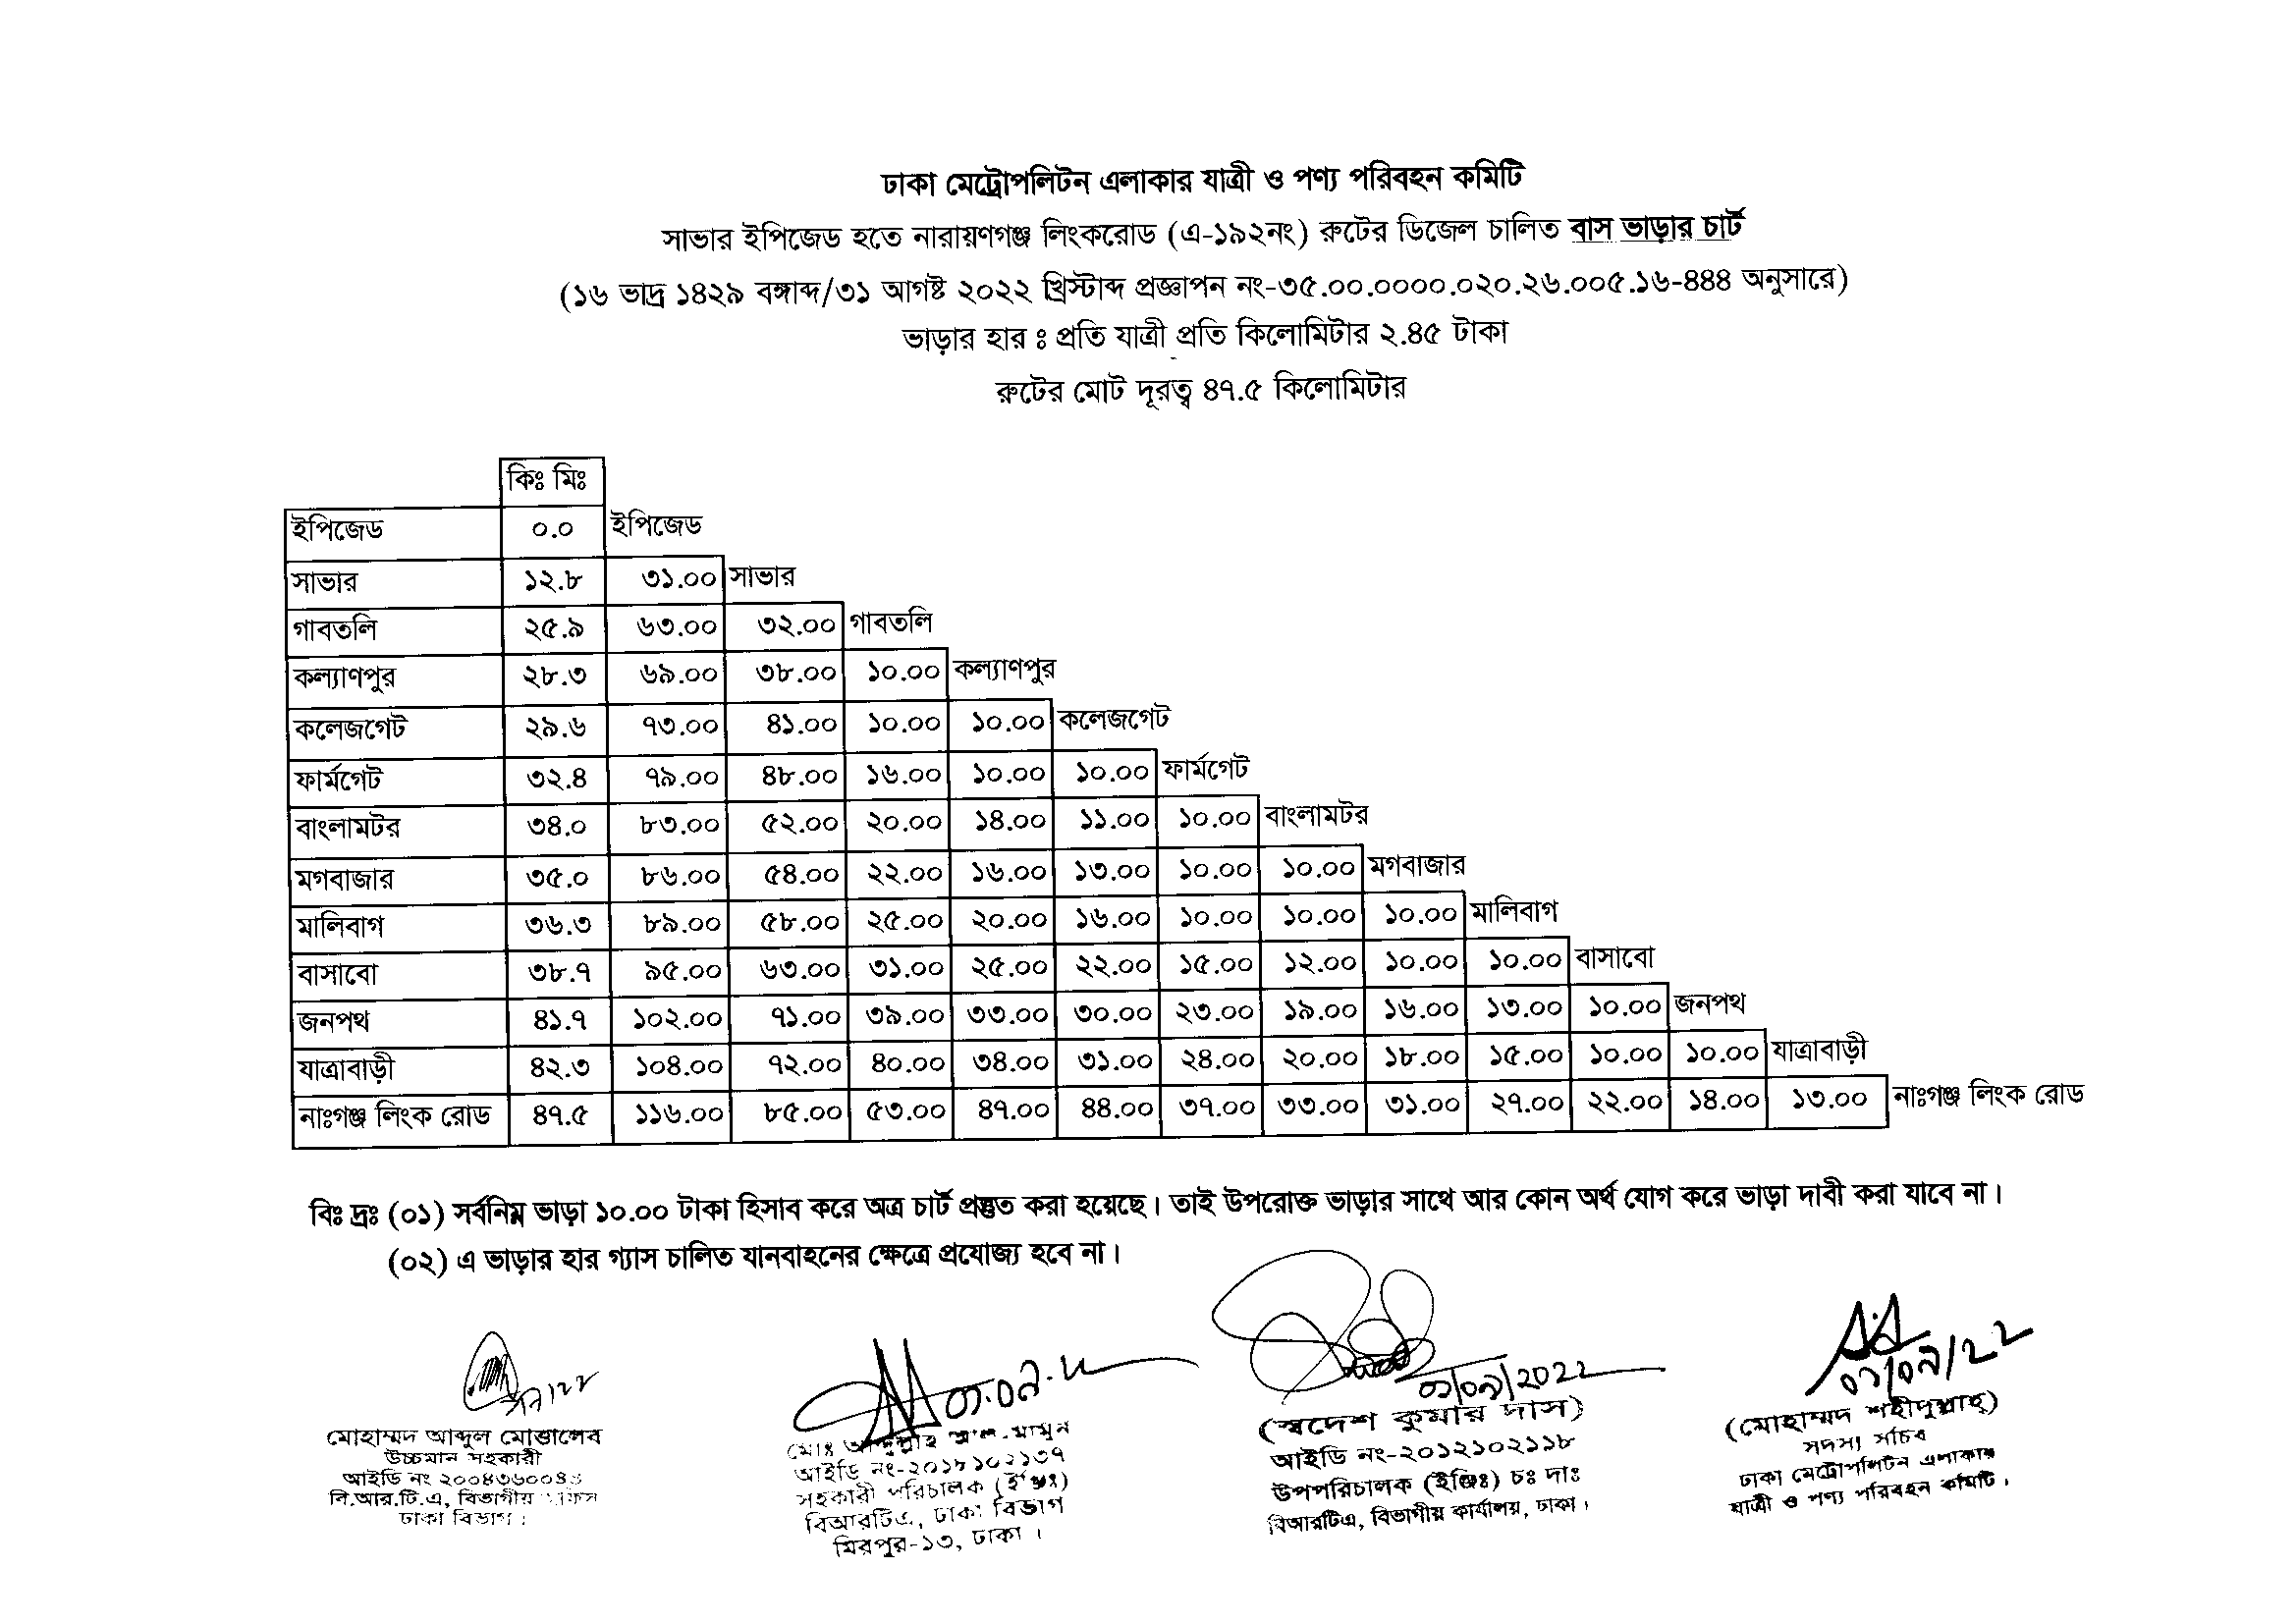 ঢাকা মেট্রোপলিটন এলাকার যাত্রী ও পণ্য পরিবহন কমিটি
সাভার ইপিজেড হতে নারায়ণগঞ্জ লিংকরোড (এ-১৯২নং) রুটের ডিজেল চালিত বাস ভাড়ার চার্ট
(১৬ ভাদ্র ১৪২৯ বঙ্গাব্দ/৩১ আগষ্ট ২০২২ খ্রিস্টাব্দ প্রজ্ঞাপন নং-৩৫.০০.০০০০.০২০.২৬.০০৫.১৬-৪৪৪ অনুসারে)
ভাড়ার হার ঃ প্রতি যাত্রী প্রতি কিলোমিটার ২.৪৫ টাকা
রুটের মোট দূরত্ব ৪৭.৫ কিলোমিটার
কিঃ মিঃ
ইপিজেড ০.০ ইপিজেড
সাভার ১২.৮ ৩১.০০ সাভার
গাবতলি ২৫.৯ ৬৩.০০ ৩২.০০ গাবতলি
কল্যাণপুর ২৮.৩ ৬৯.০০ ৩৮.০০ ১০.০০ কল্যাণপুর
কলেজগেট ২৯.৬ ৭৩.০০ ৪১.০০ ১০.০০ ১০.০০ কলেজগেট
ফার্মগেট ৩২.৪ ৭৯.০০ ৪৮.০০ ১৬.০০ ১০.০০ ১০.০০ ফার্মগেট
বাংলামটর ৩৪.০ ৮৩.০০ ৫২.০০ ২০.০০ ১৪.০০ ১১.০০ ১০.০০ বাংলামটর
মগবাজার ৩৫.০ ৮৬.০০ ৫৪.০০ ২২.০০ ১৬.০০ ১৩.০০ ১০.০০ ১০.০০ মগবাজার
মালিবাগ ৩৬.৩ ৮৯.০০ ৫৮.০০ ২৫.০০ ২০.০০ ১৬.০০ ১০.০০ ১০.০০ ১০.০০ মালিবাগ
বাসাবো ৩৮.৭ ৯৫.০০ ৬৩.০০ ৩১.০০ ২৫.০০ ২২.০০ ১৫.০০ ১২.০০ ১০.০০ ১০.০০ বাসাবো
জনপথ ৪১.৭ ১০২.০০ ৭১.০০ ৩৯.০০ ৩৩.০০ ৩০.০০ ২৩.০০ ১৯.০০ ১৬.০০ ১৩.০০ ১০.০০ জনপথ
যাত্রাবাড়ী ৪২.৩ ১০৪.০০ ৭২.০০ ৪০.০০ ৩৪.০০ ৩১.০০ ২৪.০০ ২০.০০ ১৮.০০ ১৫.০০ ১০.০০ ১০.০০ যাত্রাবাড়ী
নাঃগঞ্জ লিংক রোড ৪৭.৫ ১১৬.০০ ৮৫.০০ ৫৩.০০ ৪৭.০০ ৪৪.০০ ৩৭.০০ ৩৩.০০ ৩১.০০ ২৭.০০ ২২.০০ ১৪.০০ ১৩.০০ নাঃগঞ্জ লিংক রোড
বিঃ দ্রঃ (০১) সর্বনিম্ন ভাড়া ১০.০০ টাকা হিসাব করে অত্র চার্ট প্রস্তুত করা হয়েছে। তাই উপরোক্ত ভাড়ার সাথে আর কোন অর্থ যোগ করে ভাড়া দাবী করা যাবে না।
(০২) এ ভাড়ার হার গ্যাস চালিত যানবাহনের ক্ষেত্রে প্রযোজ্য হবে না।
মোহাম্মদ আব্দুল মোত্তালেব
উচ্চমান সহকারী
আইডি নং
বি.আর.টি.এ, বিভাগীয় অফিস
ঢাকা বিভাগ।
মোঃ আব্দুল্লাহ আল-মামুন
আইডি নং-২০১৮১০২১৩৭
সহকারী পরিচালক (ইঞ্জিঃ)
বিআরটিএ, ঢাকা বিভাগ
মিরপুর-১৩, ঢাকা।
০১/০৯/২০২২
(স্বদেশ কুমার দাস)
আইডি নং-২০১২১০২১১৮
উপপরিচালক (ইঞ্জিঃ) চঃ দাঃ
বিআরটিএ, বিভাগীয় কার্যালয়, ঢাকা।
(মোহাম্মদ শহীদুল্লাহ)
সদস্য সচিব
ঢাকা মেট্রোপলিটন এলাকার
যাত্রী ও পণ্য পরিবহন কমিটি।